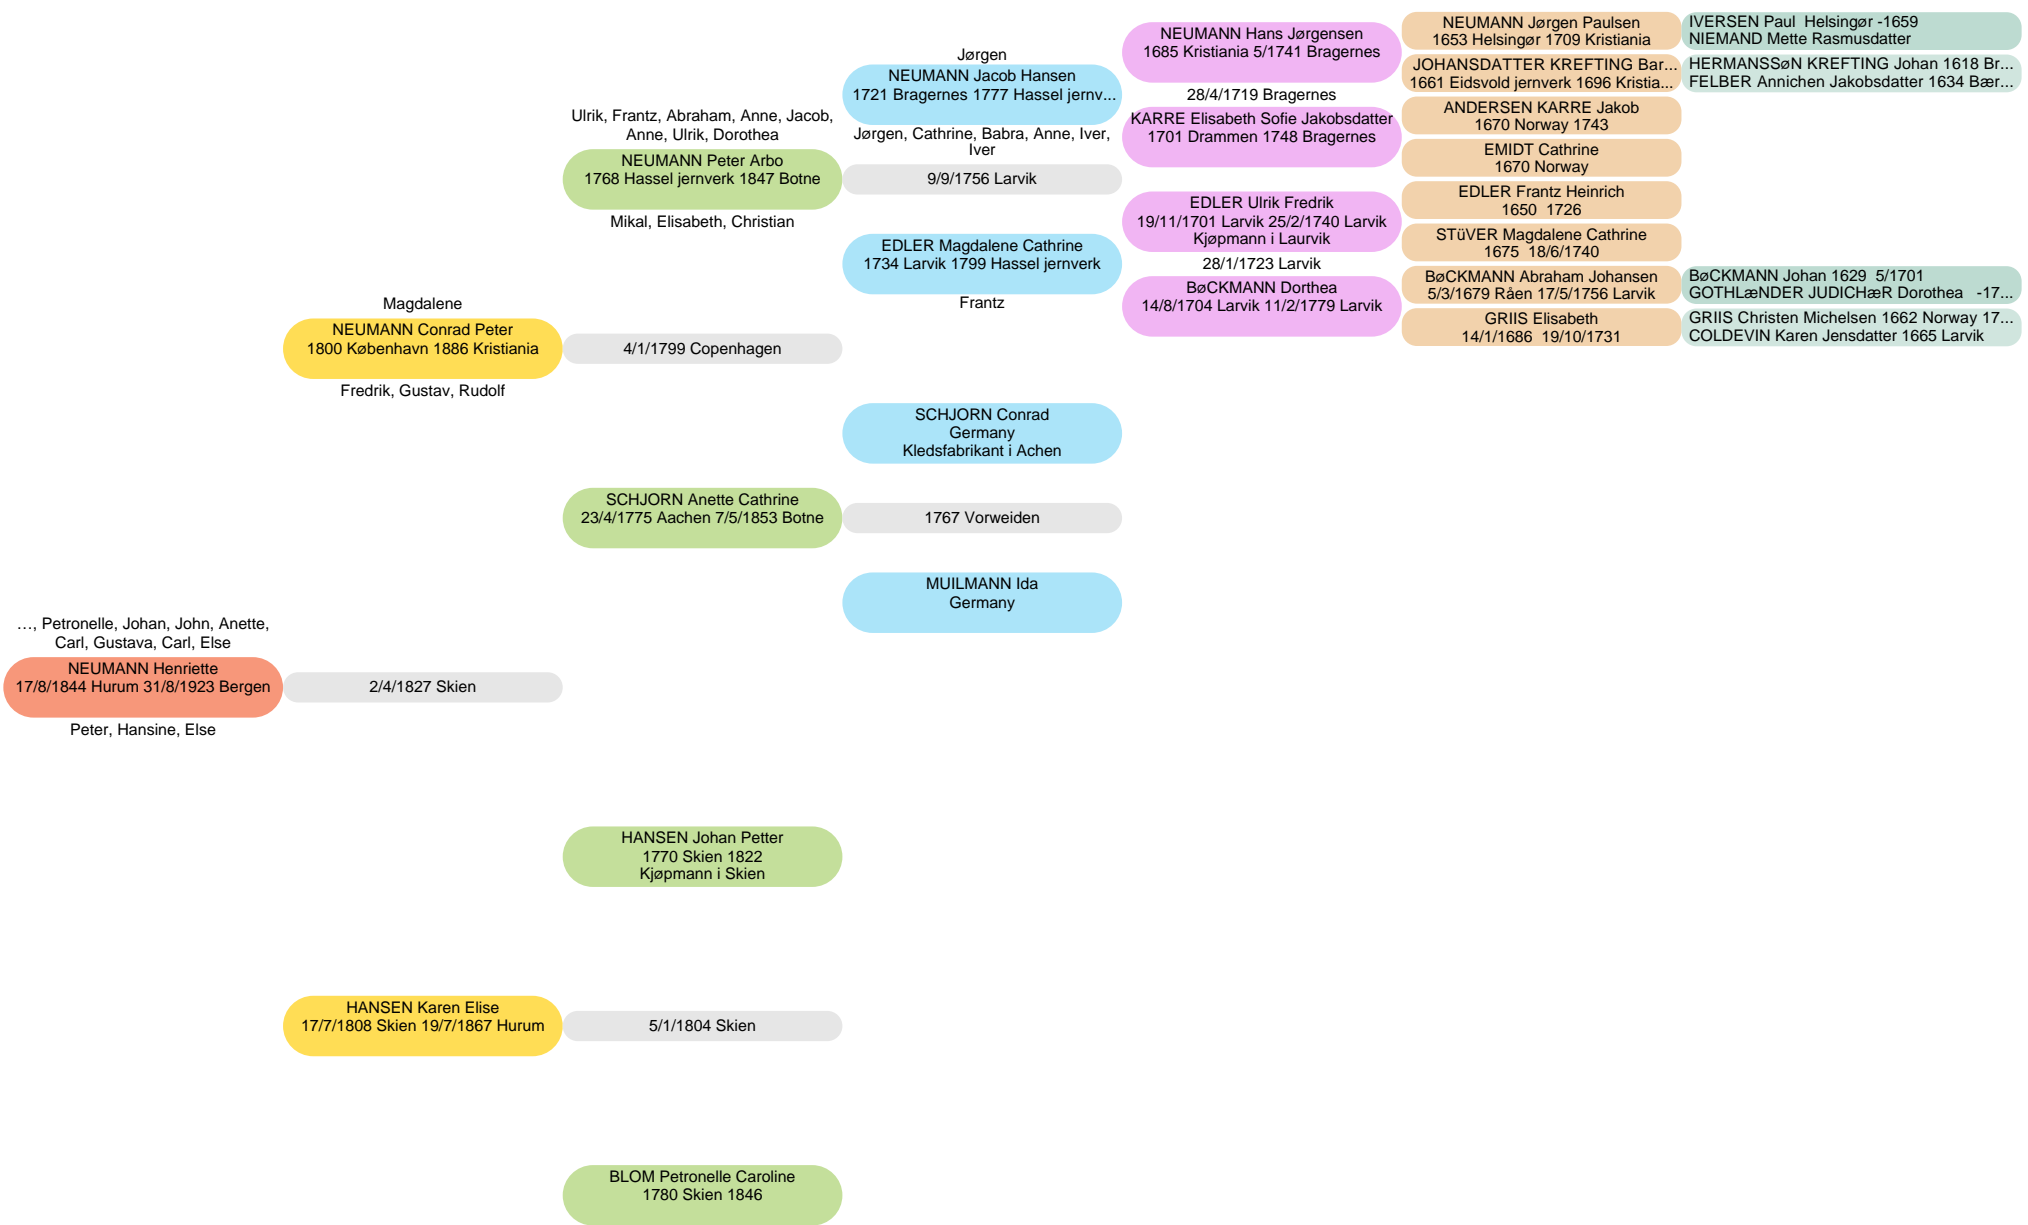 …, Petronelle, Johan, John, Anette,
Carl, Gustava, Carl, Else
NEUMANN Henriette
17/8/1844 Hurum 31/8/1923 Bergen
Peter, Hansine, Else
Magdalene
NEUMANN Conrad Peter
1800 København 1886 Kristiania
Fredrik, Gustav, Rudolf
2/4/1827 Skien
HANSEN Karen Elise
17/7/1808 Skien 19/7/1867 Hurum
Ulrik, Frantz, Abraham, Anne, Jacob,
Anne, Ulrik, Dorothea
NEUMANN Peter Arbo
1768 Hassel jernverk 1847 Botne
Mikal, Elisabeth, Christian
4/1/1799 Copenhagen
SCHJORN Anette Cathrine
23/4/1775 Aachen 7/5/1853 Botne
HANSEN Johan Petter
1770 Skien 1822
Kjøpmann i Skien
5/1/1804 Skien
BLOM Petronelle Caroline
1780 Skien 1846
Jørgen
NEUMANN Jacob Hansen
1721 Bragernes 1777 Hassel jernv...
Jørgen, Cathrine, Babra, Anne, Iver,
Iver
9/9/1756 Larvik
EDLER Magdalene Cathrine
1734 Larvik 1799 Hassel jernverk
Frantz
SCHJORN Conrad
Germany
Kledsfabrikant i Achen
1767 Vorweiden
MUILMANN Ida
Germany
NEUMANN Hans Jørgensen
1685 Kristiania 5/1741 Bragernes
28/4/1719 Bragernes
KARRE Elisabeth Sofie Jakobsdatter
1701 Drammen 1748 Bragernes
EDLER Ulrik Fredrik
19/11/1701 Larvik 25/2/1740 Larvik
Kjøpmann i Laurvik
28/1/1723 Larvik
BøCKMANN Dorthea
14/8/1704 Larvik 11/2/1779 Larvik
NEUMANN Jørgen Paulsen
1653 Helsingør 1709 Kristiania
JOHANSDATTER KREFTING Bar...
1661 Eidsvold jernverk 1696 Kristia...
ANDERSEN KARRE Jakob
1670 Norway 1743
EMIDT Cathrine
1670 Norway
EDLER Frantz Heinrich
1650  1726
STüVER Magdalene Cathrine
1675  18/6/1740
BøCKMANN Abraham Johansen
5/3/1679 Råen 17/5/1756 Larvik
GRIIS Elisabeth
14/1/1686  19/10/1731
IVERSEN Paul  Helsingør -1659
NIEMAND Mette Rasmusdatter
HERMANSSøN KREFTING Johan 1618 Br...
FELBER Annichen Jakobsdatter 1634 Bær...
BøCKMANN Johan 1629  5/1701
GOTHLæNDER JUDICHæR Dorothea   -17...
GRIIS Christen Michelsen 1662 Norway 17...
COLDEVIN Karen Jensdatter 1665 Larvik